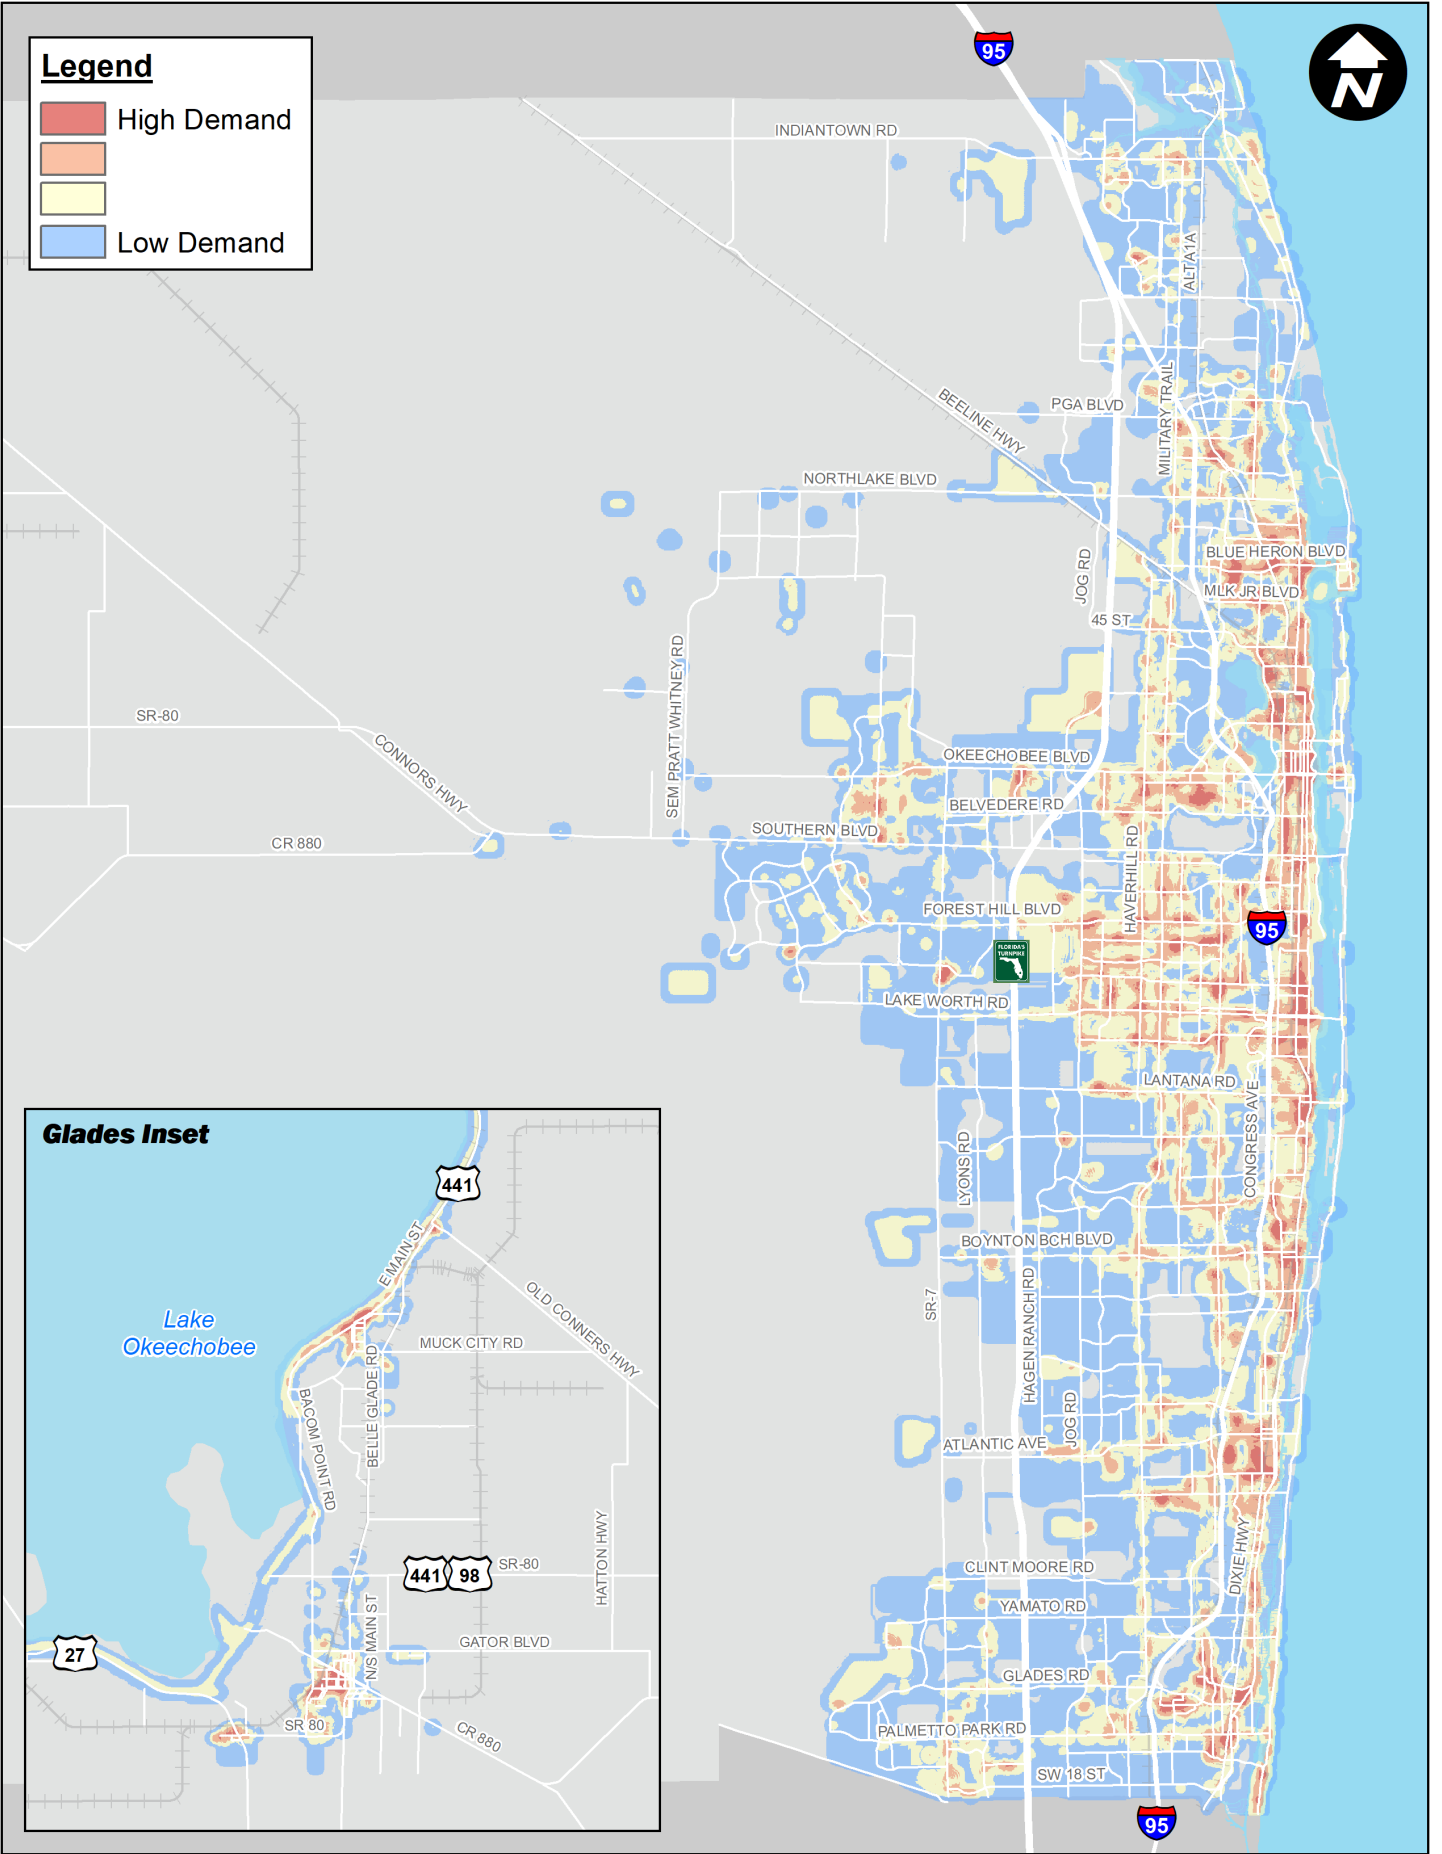 95
N
Legend
High Demand
Low Demand
INDIANTOWN RD
ALTA1A
MILITARY TRAIL
PGA BLVD
BEELINE HWY
NORTHLAKE BLVD
BLUE HERON BLVD
JOG RD
MLK JR BLVD
45 ST
SEM PRATT WHITNEY RD
SR-80
CONNORS HWY
OKEECHOBEE BLVD
BELVEDERE RD
SOUTHERN BLVD
CR 880
HAVERHILL RD
FOREST HILL BLVD
95
FLORIDA'S
TURNPIKE
LAKE WORTH RD
LANTANA RD
CONGRESS AVE
LYONS RD
BOYNTON BCH BLVD
SR-7
HAGEN RANCH RD
JOG RD
ATLANTIC AVE
DIXIE HWY
CLINT MOORE RD
YAMATO RD
GLADES RD
PALMETTO PARK RD
SW 18 ST
95
Glades Inset
441
E MAIN ST
OLD CONNERS HWY
Lake
Okeechobee
MUCK CITY RD
BELLE GLADE RD
BACOM POINT RD
HATTON HWY
441
98
SR-80
N/S MAIN ST
GATOR BLVD
27
SR 80
CR 880